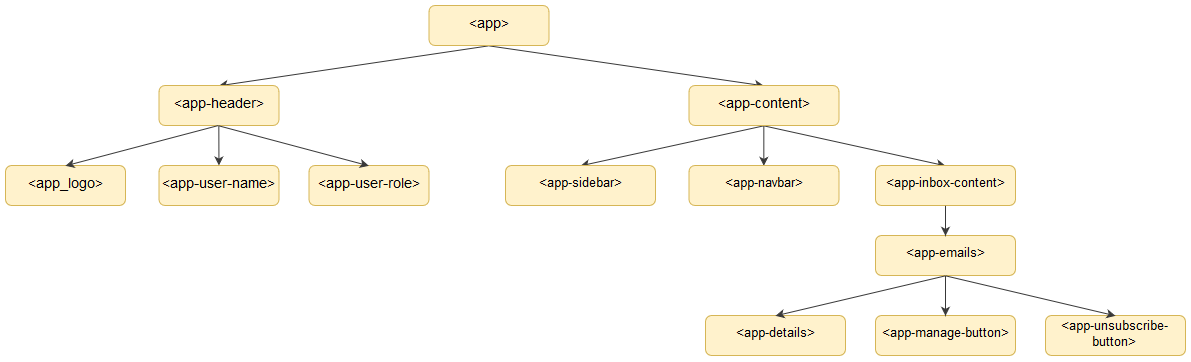 <app>
<app-header>
<app-content>
<app_logo>
<app-user-name>
<app-user-role>
<app-sidebar>
<app-navbar>
<app-inbox-content>
<app-emails>
<app-details>
<app-manage-button>
<app-unsubscribe-
button>